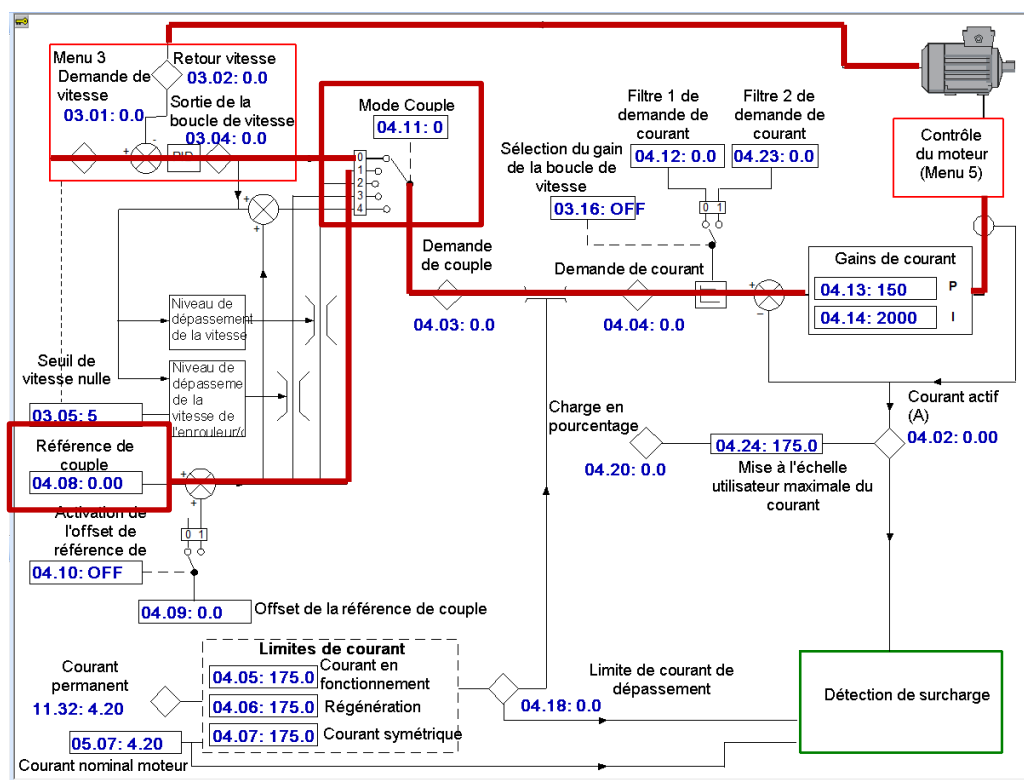 Menu 3
Demande de
vitesse
03.01: 0.0
Retour vitesse
03.02: 0.0
Sortie de la
boucle de vitesse
03.04: 0.0
+
-
PID
Mode Couple
04.11: 0
0
1
2
3
4
+
+
Filtre 1 de
demande de
courant
04.12: 0.0
Filtre 2 de
demande de
courant
04.23: 0.0
Sélection du gain
de la boucle de
vitesse
03.16: OFF
0 1
Contrôle
du moteur
(Menu 5)
Demande
de couple
04.03: 0.0
Demande de courant
04.04: 0.0
+
–
Gains de courant
04.13: 150 P
04.14: 2000 I
Niveau de
dépassement
de la vitesse
Niveau de
dépasseme
de la
vitesse de
l'enrouleur/d
Seuil de
vitesse nulle
03.05: 5
Référence de
couple
04.08: 0.00
+
+
Activation de
l'offset de
référence de
04.10: OFF
0 1
04.09: 0.0
Offset de la référence de couple
Charge en
pourcentage
04.20: 0.0
04.24: 175.0
Mise à l'échelle
utilisateur maximale du
courant
Courant actif
(A)
04.02: 0.00
Limites de courant
04.05: 175.0
Courant en
fonctionnement
04.06: 175.0
Régénération
04.07: 175.0
Courant symétrique
Courant
permanent
11.32: 4.20
05.07: 4.20
Courant nominal moteur
Limite de courant de
dépassement
04.18: 0.0
Détection de surcharge